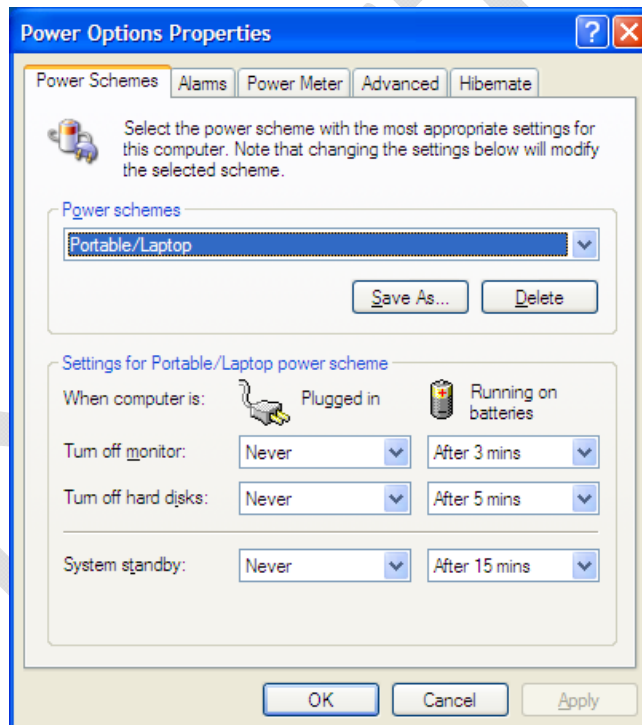 Power Options Properties
Power Schemes Alarms Power Meter Advanced Hibernate
Select the power scheme with the most appropriate settings for
this computer. Note that changing the settings below will modify
the selected scheme.
Power schemes
Portable/Laptop
Save As... Delete
Settings for Portable/Laptop power scheme
When computer is: Plugged in Running on
batteries
Turn off monitor: Never After 3 mins
Turn off hard disks: Never After 5 mins
System standby: Never After 15 mins
OK Cancel Apply